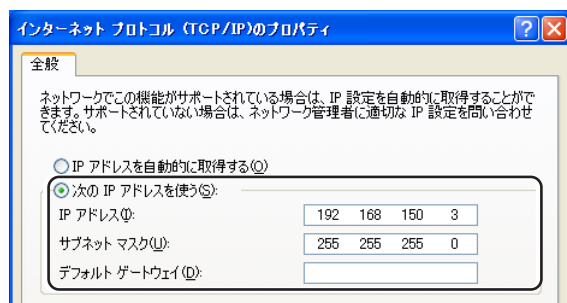 インターネット プロトコル (TCP/IP)のプロパティ
全般
ネットワークでこの機能がサポートされている場合は、IP 設定を自動的に取得することがで
きます。サポートされていない場合は、ネットワーク管理者に適切な IP 設定を問い合わせ
てください。
IP アドレスを自動的に取得する(O)
次の IP アドレスを使う(S):
IP アドレス(I): 192 168 150 3
サブネット マスク(U): 255 255 255 0
デフォルト ゲートウェイ(D):